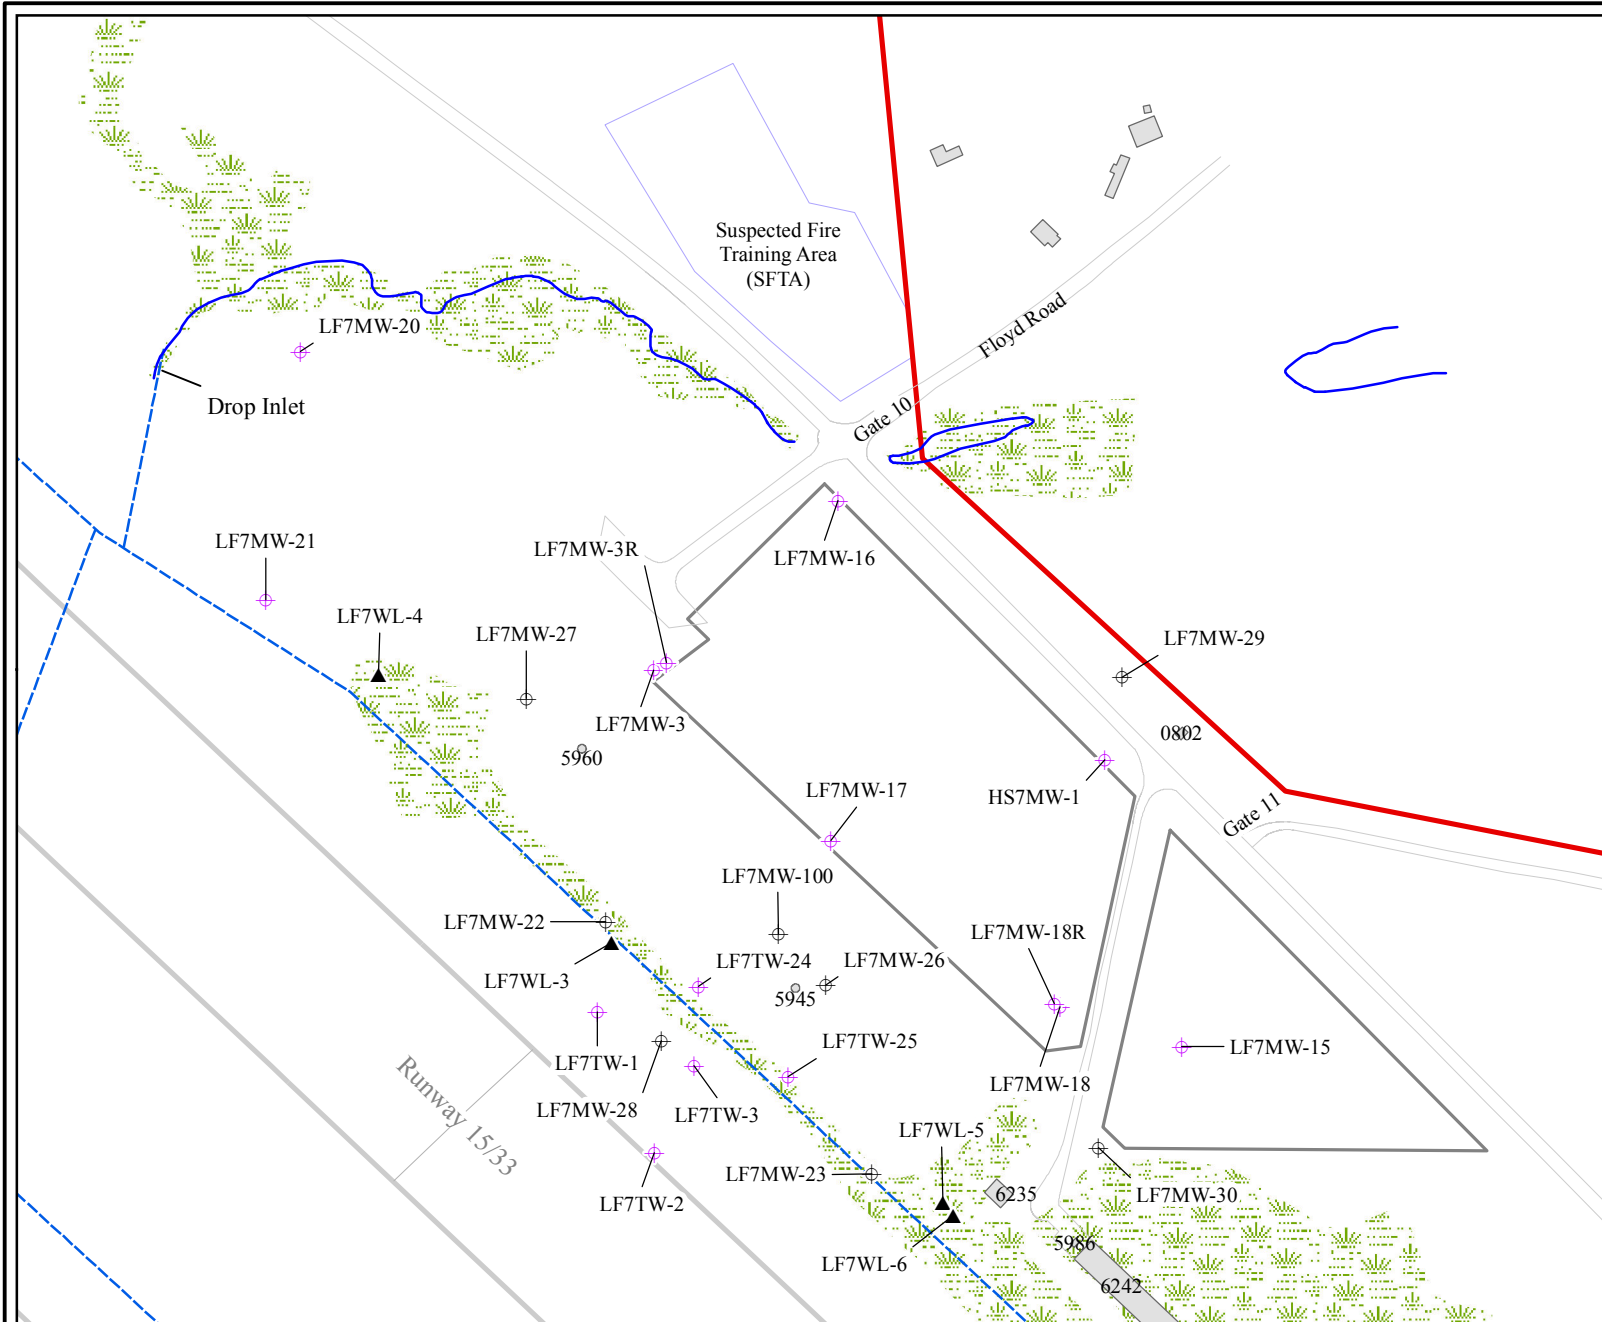 Suspected Fire
Training Area
(SFTA)
Floyd Road
LF7MW-20
Drop Inlet
Gate 10
LF7MW-21
LF7MW-3R
LF7MW-16
LF7WL-4
LF7MW-27
LF7MW-29
LF7MW-3
0802
5960
LF7MW-17
HS7MW-1
Gate 11
LF7MW-100
LF7MW-22
LF7MW-18R
LF7TW-24
LF7MW-26
LF7WL-3
5945
LF7TW-25
LF7MW-15
LF7TW-1
LF7MW-18
Runway 15/33
LF7MW-28
LF7TW-3
LF7WL-5
LF7MW-23
6235
LF7MW-30
LF7TW-2
5986
LF7WL-6
6242